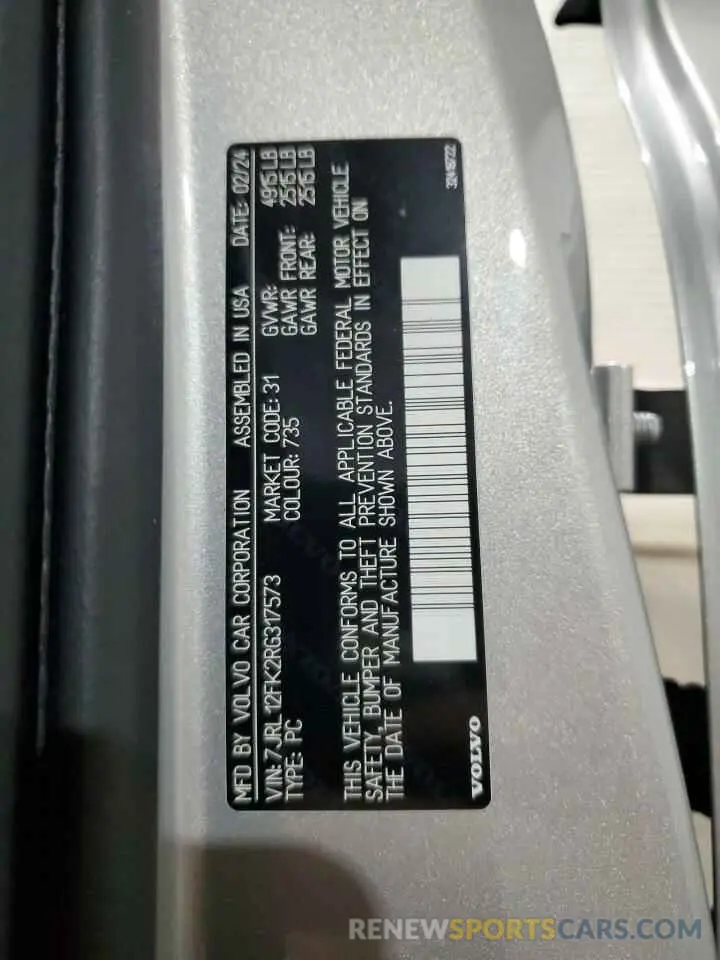 MFD BY VOLVO CAR CORPORATION ASSEMBLED IN USA DATE: 02/24
VIN: 7JRL12FK2RG317573 MARKET CODE: 31 GVWR: 4915 LB
TYPE: PC COLOUR: 735 GAWR FRONT: 2515 LB
GAWR REAR: 2515 LB
THIS VEHICLE CONFORMS TO ALL APPLICABLE FEDERAL MOTOR VEHICLE
SAFETY, BUMPER AND THEFT PREVENTION STANDARDS IN EFFECT ON
THE DATE OF MANUFACTURE SHOWN ABOVE.
VOLVO
RENEWSPORTSCARS.COM